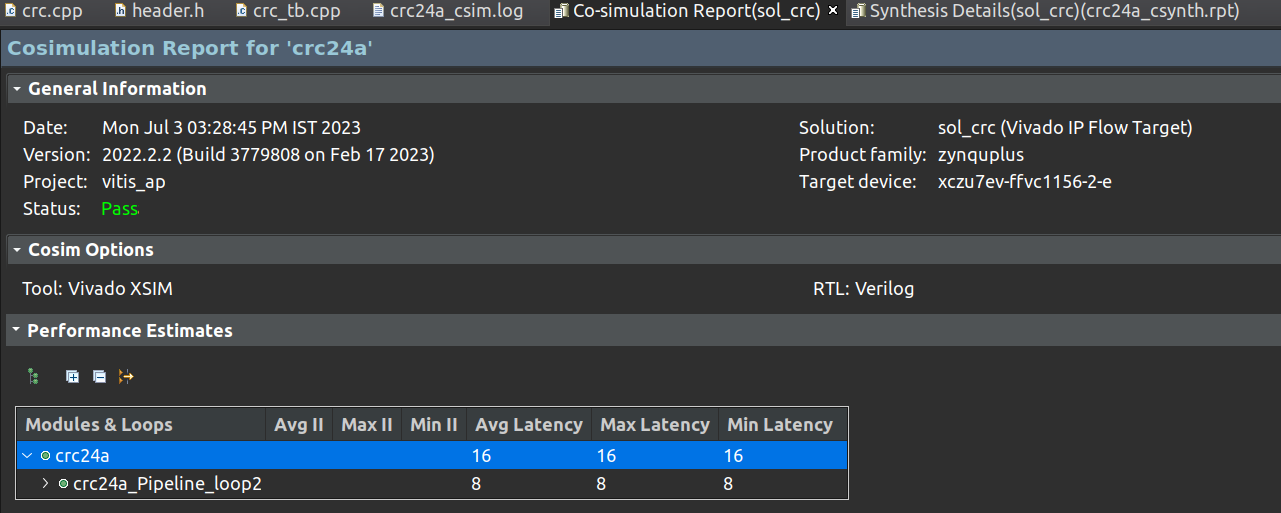 crc.cpp header.h crc_tb.cpp crc24a_csim.log Co-simulation Report(sol_crc) Synthesis Details(sol_crc)(crc24a_csynth.rpt)
Cosimulation Report for 'crc24a'
General Information
Date: Mon Jul 3 03:28:45 PM IST 2023 Solution: sol_crc (Vivado IP Flow Target)
Version: 2022.2.2 (Build 3779808 on Feb 17 2023) Product family: zynquplus
Project: vitis_ap Target device: xczu7ev-ffvc1156-2-e
Status: Pass
Cosim Options
Tool: Vivado XSIM RTL: Verilog
Performance Estimates
Modules & Loops Avg II Max II Min II Avg Latency Max Latency Min Latency
crc24a 16 16 16
crc24a_Pipeline_loop2 8 8 8